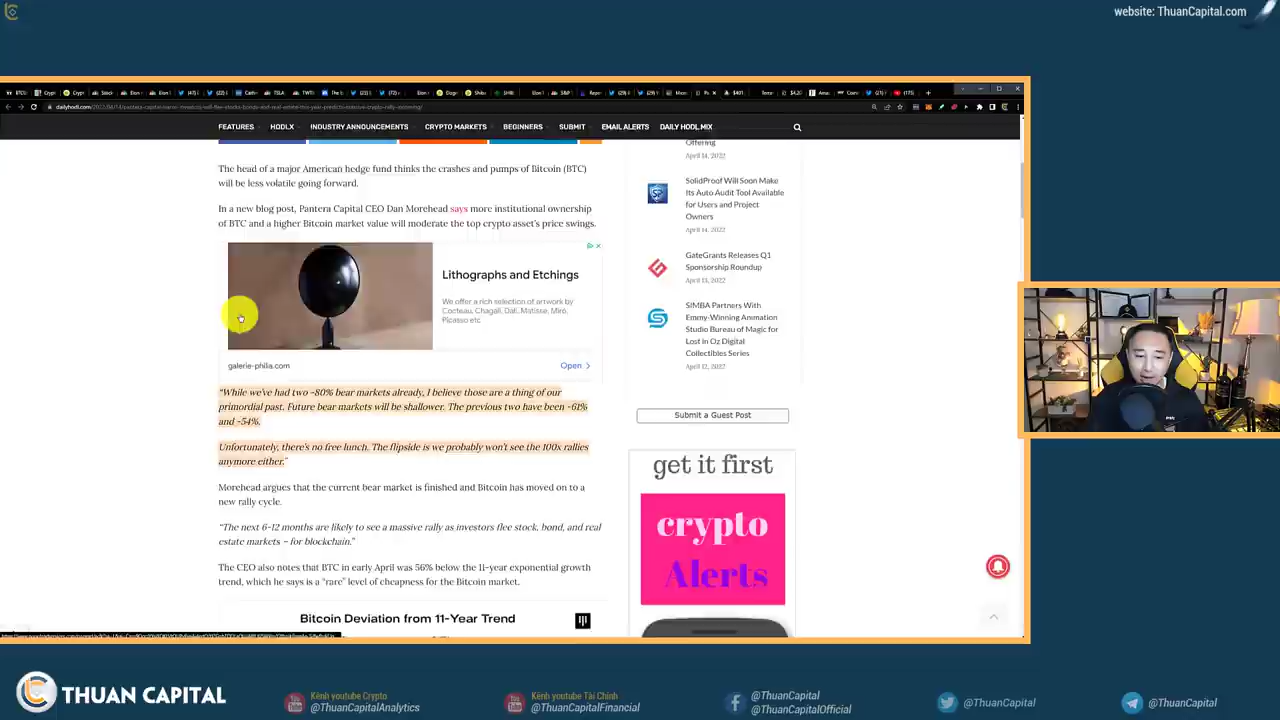 website: ThuanCapital.com
FEATURES
HODLX
INDUSTRY ANNOUNCEMENTS
CRYPTO MARKETS
BEGINNERS
SUBMIT
EMAIL ALERTS
DAILY HODL MIX
The head of a major American hedge fund thinks the crashes and pumps of Bitcoin (BTC)
will be less volatile going forward.
In a new blog post, Pantera Capital CEO Dan Morehead says more institutional ownership
of BTC and a higher Bitcoin market value will moderate the top crypto asset's price swings.
Lithographs and Etchings
We offer a rich selection of artwork by
Cocteau, Chagall, Dali, Matisse, Miró,
Picasso etc
galerie-philia.com
Open >
“While we've had two -80% bear markets already, I believe those are a thing of our
primordial past. Future bear markets will be shallower. The previous two have been -61%
and -54%.
Unfortunately, there's no free lunch. The flipside is we probably won't see the 100x rallies
anymore either.”
Morehead argues that the current bear market is finished and Bitcoin has moved on to a
new rally cycle.
“The next 6-12 months are likely to see a massive rally as investors flee stock, bond, and real
estate markets – for blockchain.”
The CEO also notes that BTC in early April was 56% below the 11-year exponential growth
trend, which he says is a “rare” level of cheapness for the Bitcoin market.
Bitcoin Deviation from 11-Year Trend
Offering
April 14, 2022
SolidProof Will Soon Make
Its Auto Audit Tool Available
for Users and Project
Owners
April 14, 2022
GateGrants Releases Q1
Sponsorship Roundup
April 13, 2022
SIMBA Partners With
Emmy-Winning Animation
Studio Bureau of Magic for
Lost in Oz Digital
Collectibles Series
April 12, 2022
Submit a Guest Post
get it first
crypto
Alerts
THUAN CAPITAL
Kênh youtube Crypto
@ThuanCapitalAnalytics
Kênh youtube Tài Chính
@ThuanCapitalFinancial
@ThuanCapital
@ThuanCapitalOfficial
@ThuanCapital
@ThuanCapital